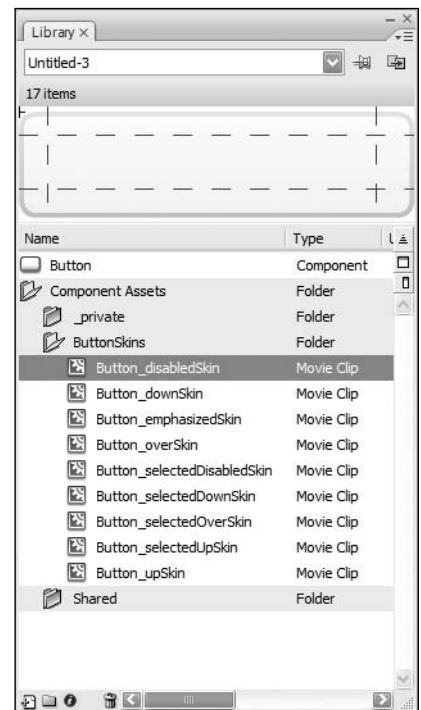 Library ×
Untitled-3
17 items
Name Type
Button Component
Component Assets Folder
_private Folder
ButtonSkins Folder
Button_disabledSkin Movie Clip
Button_downSkin Movie Clip
Button_emphasizedSkin Movie Clip
Button_overSkin Movie Clip
Button_selectedDisabledSkin Movie Clip
Button_selectedDownSkin Movie Clip
Button_selectedOverSkin Movie Clip
Button_selectedUpSkin Movie Clip
Button_upSkin Movie Clip
Shared Folder